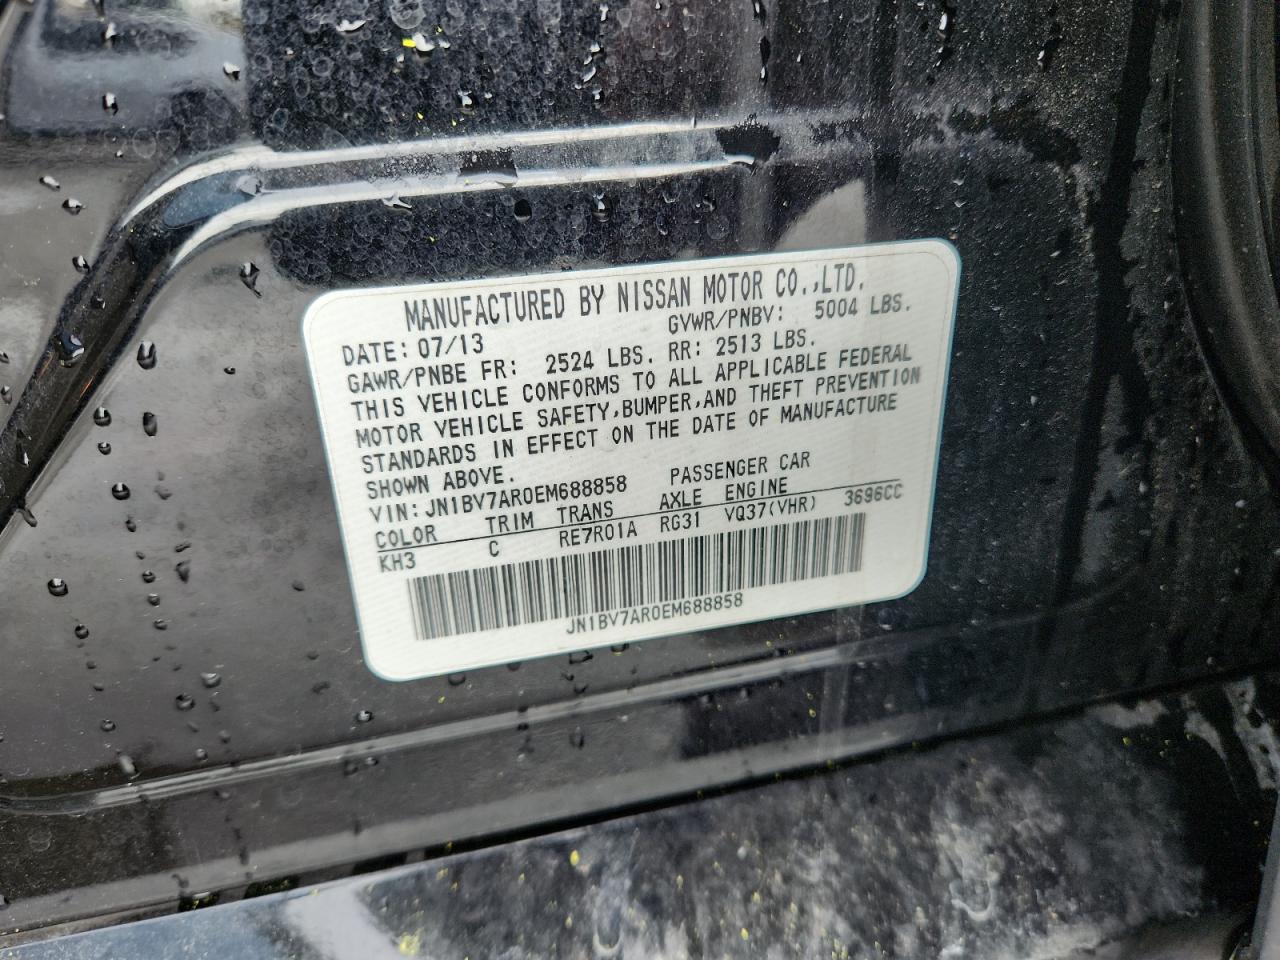 MANUFACTURED BY NISSAN MOTOR CO.,LTD.
DATE: 07/13 GVWR/PNBV: 5004 LBS.
GAWR/PNBE FR: 2524 LBS. RR: 2513 LBS.
THIS VEHICLE CONFORMS TO ALL APPLICABLE FEDERAL
MOTOR VEHICLE SAFETY,BUMPER,AND THEFT PREVENTION
STANDARDS IN EFFECT ON THE DATE OF MANUFACTURE
SHOWN ABOVE.
VIN: JN1BV7AR0EM688858 PASSENGER CAR
COLOR TRIM TRANS AXLE ENGINE
KH3 C RE7R01A RG31 VQ37(VHR) 3696CC
JN1BV7AR0EM688858